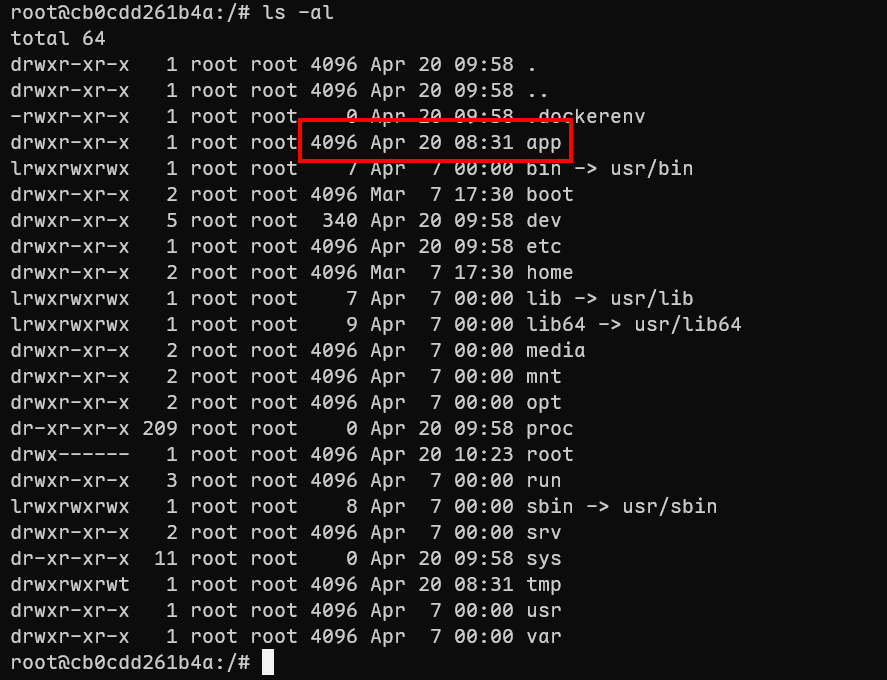 root@cb0cdd261b4a:/# ls -al
total 64
drwxr-xr-x   1 root root 4096 Apr 20 09:58 .
drwxr-xr-x   1 root root 4096 Apr 20 09:58 ..
-rwxr-xr-x   1 root root    0 Apr 20 09:58 .dockerenv
drwxr-xr-x   1 root root 4096 Apr 20 08:31 app
lrwxrwxrwx   1 root root    7 Apr  7 00:00 bin -> usr/bin
drwxr-xr-x   2 root root 4096 Mar  7 17:30 boot
drwxr-xr-x   5 root root  340 Apr 20 09:58 dev
drwxr-xr-x   1 root root 4096 Apr 20 09:58 etc
drwxr-xr-x   2 root root 4096 Mar  7 17:30 home
lrwxrwxrwx   1 root root    7 Apr  7 00:00 lib -> usr/lib
lrwxrwxrwx   1 root root    9 Apr  7 00:00 lib64 -> usr/lib64
drwxr-xr-x   2 root root 4096 Apr  7 00:00 media
drwxr-xr-x   2 root root 4096 Apr  7 00:00 mnt
drwxr-xr-x   2 root root 4096 Apr  7 00:00 opt
dr-xr-xr-x 209 root root    0 Apr 20 09:58 proc
drwx------   1 root root 4096 Apr 20 10:23 root
drwxr-xr-x   3 root root 4096 Apr  7 00:00 run
lrwxrwxrwx   1 root root    8 Apr  7 00:00 sbin -> usr/sbin
drwxr-xr-x   2 root root 4096 Apr  7 00:00 srv
dr-xr-xr-x  11 root root    0 Apr 20 09:58 sys
drwxrwxrwt   1 root root 4096 Apr 20 08:31 tmp
drwxr-xr-x   1 root root 4096 Apr  7 00:00 usr
drwxr-xr-x   1 root root 4096 Apr  7 00:00 var
root@cb0cdd261b4a:/#